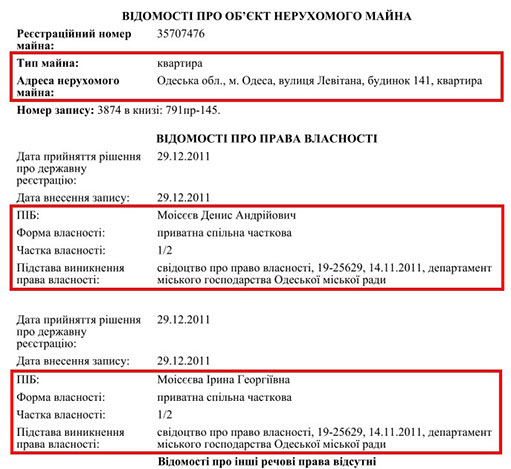 ВІДОМОСТІ ПРО ОБ’ЄКТ НЕРУХОМОГО МАЙНА
Реєстраційний номер майна: 35707476
Тип майна: квартира
Адреса нерухомого майна: Одеська обл., м. Одеса, вулиця Левітана, будинок 141, квартира
Номер запису: 3874 в книзі: 791пр-145.
ВІДОМОСТІ ПРО ПРАВА ВЛАСНОСТІ
Дата прийняття рішення про державну реєстрацію: 29.12.2011
Дата внесення запису: 29.12.2011
ПІБ: Моісєєв Денис Андрійович
Форма власності: приватна спільна часткова
Частка власності: 1/2
Підстава виникнення права власності: свідоцтво про право власності, 19-25629, 14.11.2011, департамент міського господарства Одеської міської ради
Дата прийняття рішення про державну реєстрацію: 29.12.2011
Дата внесення запису: 29.12.2011
ПІБ: Моісєєва Ірина Георгіївна
Форма власності: приватна спільна часткова
Частка власності: 1/2
Підстава виникнення права власності: свідоцтво про право власності, 19-25629, 14.11.2011, департамент міського господарства Одеської міської ради
Відомості про інші речові права відсутні